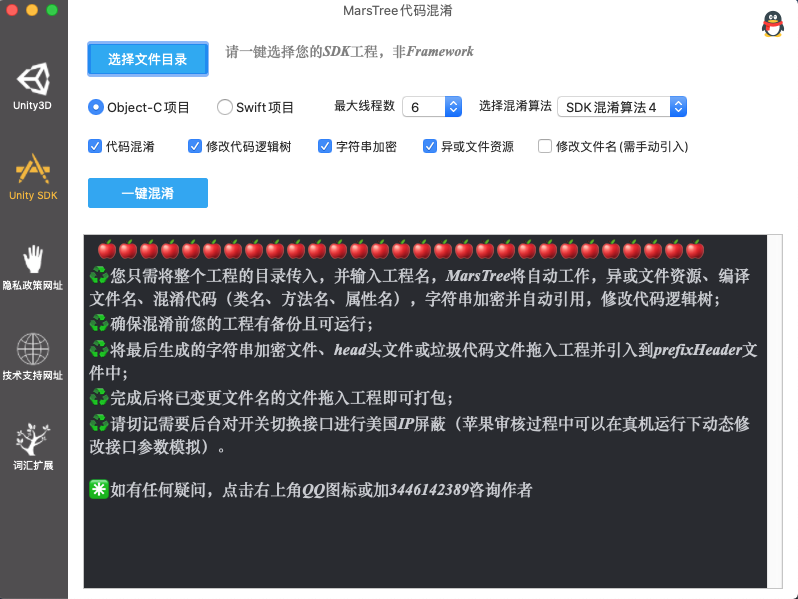 MarsTree代码混淆
选择文件目录
请一键选择您的SDK工程，非Framework
Unity3D
Object-C项目
Swift项目
最大线程数
6
选择混淆算法
SDK混淆算法4
代码混淆
修改代码逻辑树
字符串加密
异或文件资源
修改文件名(需手动引入)
Unity SDK
一键混淆
隐私政策网址
技术支持网址
词汇扩展
您只需将整个工程的目录传入，并输入工程名，MarsTree将自动工作，异或文件资源、编译
文件名、混淆代码（类名、方法名、属性名），字符串加密并自动引用，修改代码逻辑树；
确保混淆前您的工程有备份且可运行；
将最后生成的字符串加密文件、head头文件或垃圾代码文件拖入工程并引入到prefixHeader文
件中；
完成后将已变更文件名的文件拖入工程即可打包；
请切记需要后台对开关切换接口进行美国IP屏蔽（苹果审核过程中可以在真机运行下动态修
改接口参数模拟）。
如有任何疑问，点击右上角QQ图标或加3446142389咨询作者